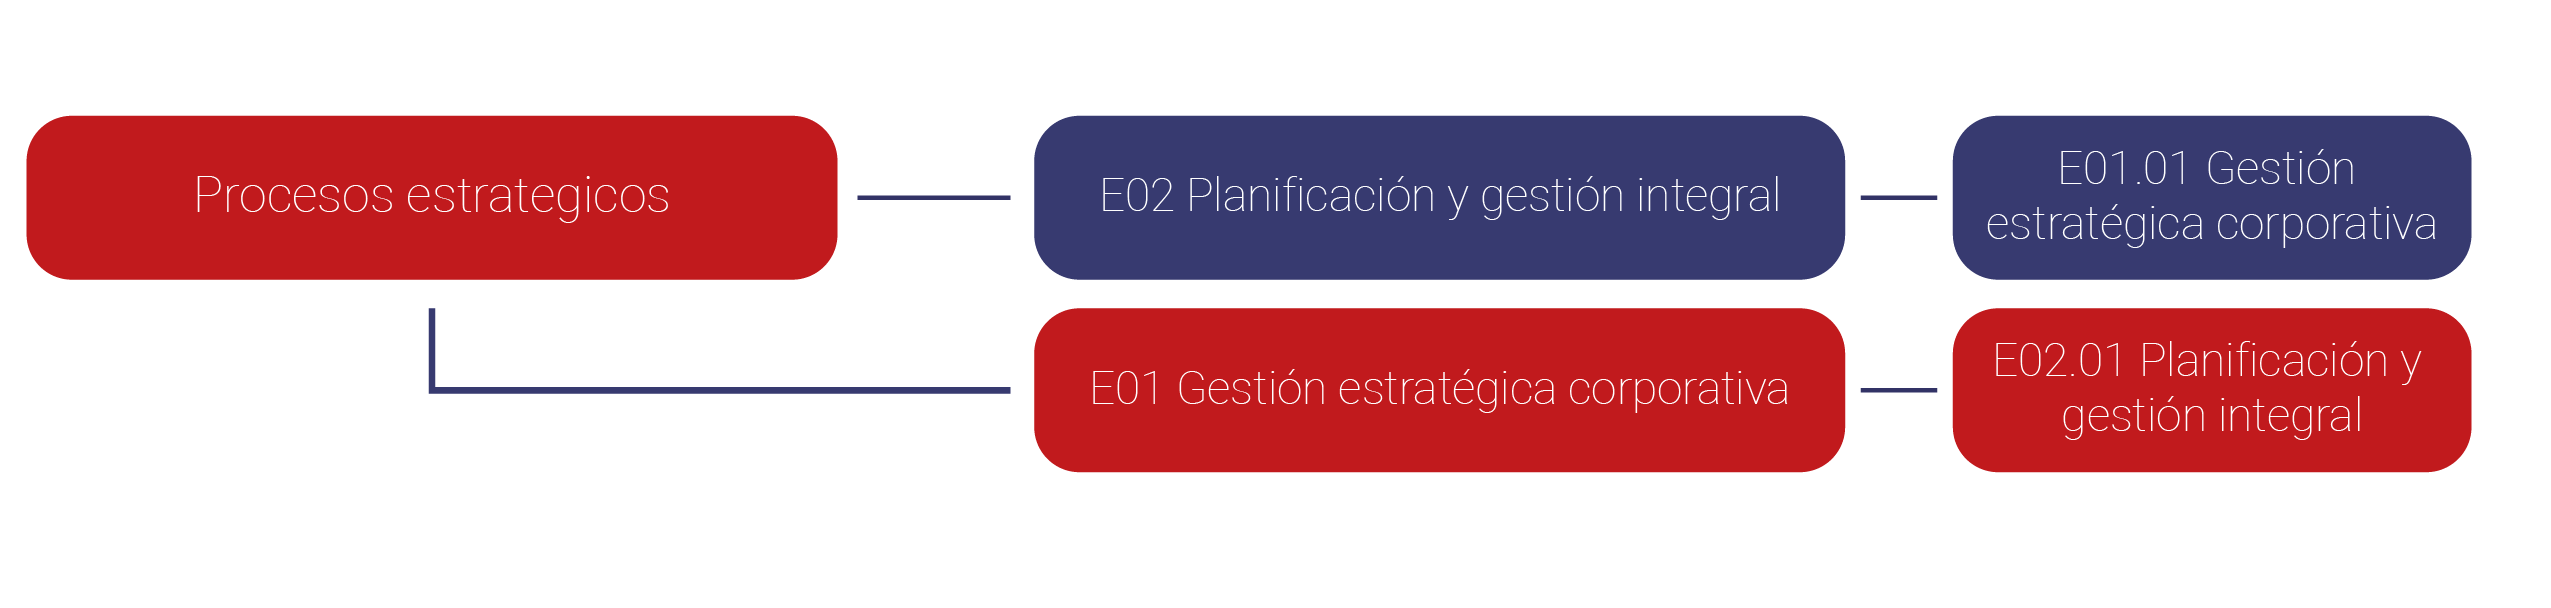 Procesos estrategicos
E02 Planificación y gestión integral
E01.01 Gestión
estratégica corporativa
E01 Gestión estratégica corporativa
E02.01 Planificación y
gestión integral